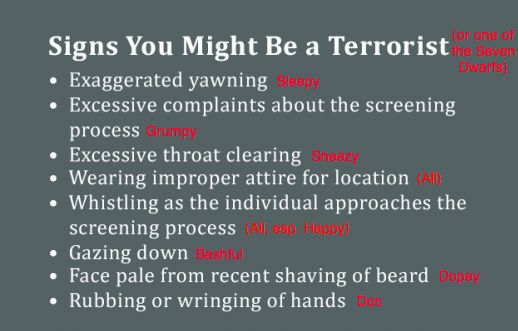 Signs You Might Be a Terrorist (or one of
the Seven
Dwarfs)
• Exaggerated yawning Sleepy
• Excessive complaints about the screening
process Grumpy
• Excessive throat clearing Sneezy
• Wearing improper attire for location (All)
• Whistling as the individual approaches the
screening process (All, esp. Happy)
• Gazing down Bashful
• Face pale from recent shaving of beard Dopey
• Rubbing or wringing of hands Doc